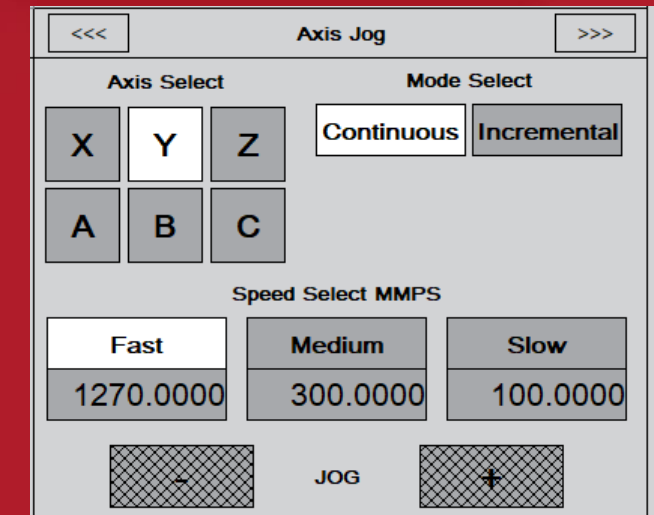 <<< Axis Jog >>>
Axis Select Mode Select
X Y Z Continuous Incremental
A B C
Speed Select MMPS
Fast Medium Slow
1270.0000 300.0000 100.0000
- JOG +